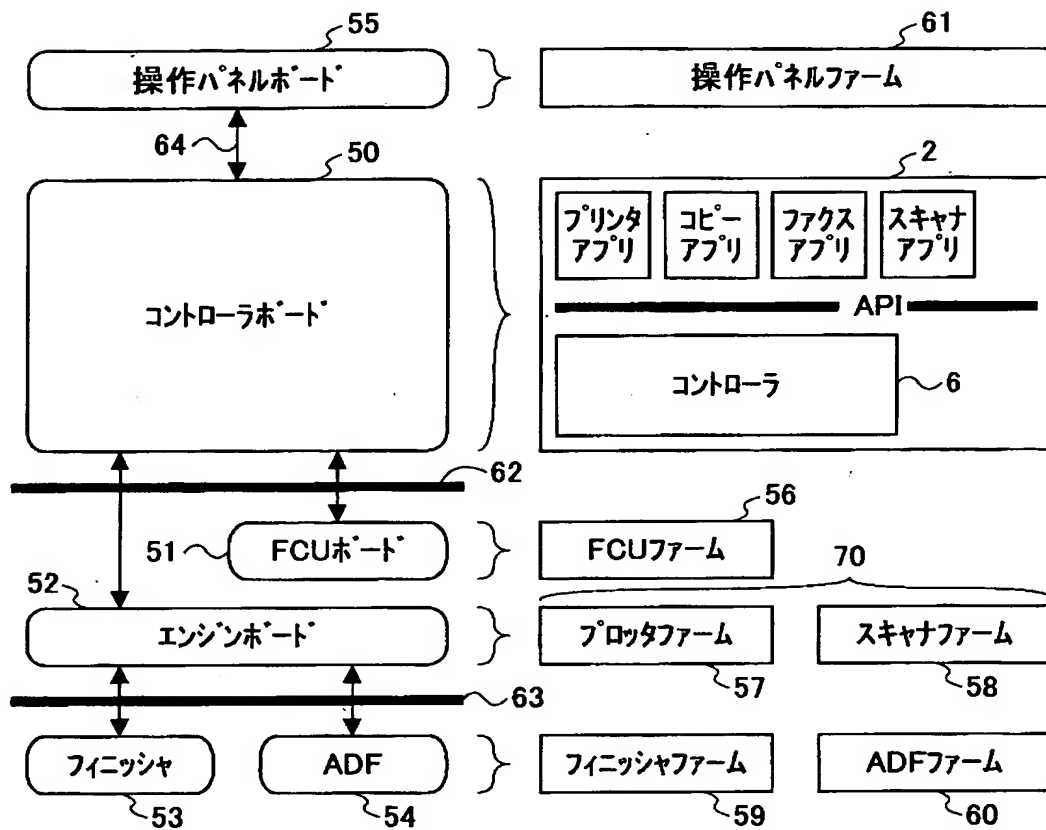 55
操作パネルボード
61
操作パネルファーム
64
50
コントローラボード
2
プリンタ
アプリ
コピー
アプリ
ファクス
アプリ
スキャナ
アプリ
API
コントローラ
6
62
51
FCUボード
56
FCUファーム
70
52
エンジンボード
プロッタファーム
スキャナファーム
57
58
63
フィニッシャ
ADF
フィニッシャファーム
ADFファーム
53
54
59
60